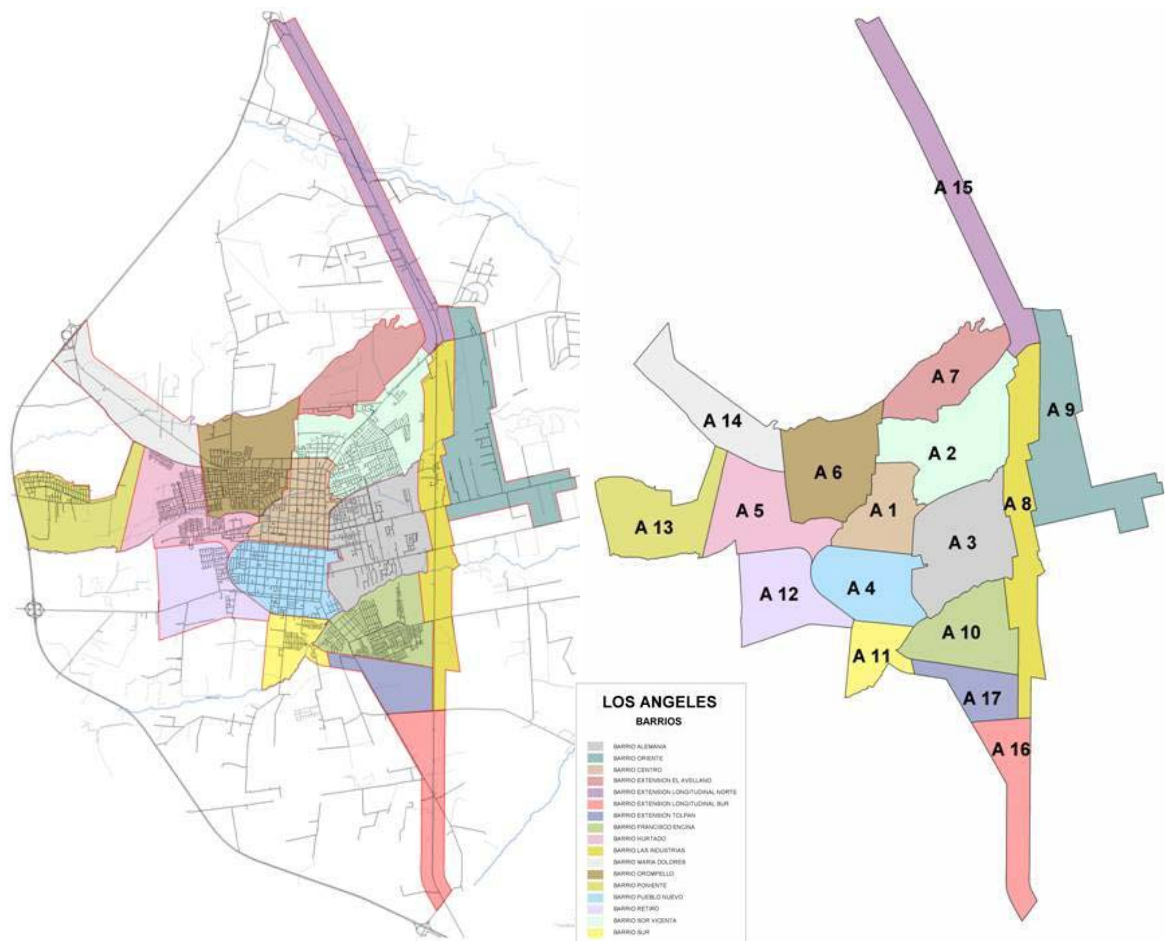 A 15
A 7
A 14
A 9
A 2
A 6
A 8
A 5
A 1
A 13
A 3
A 12
A 4
A 10
A 11
A 17
A 16
LOS ANGELES
BARRIOS
BARRIO ALEMANIA
BARRIO ORIENTE
BARRIO CENTRO
BARRIO EXTENSION EL AVELLANO
BARRIO EXTENSION LONGITUDINAL NORTE
BARRIO EXTENSION LONGITUDINAL SUR
BARRIO EXTENSION TOLPAN
BARRIO FRANCISCO ENCINA
BARRIO HURTADO
BARRIO LAS INDUSTRIAS
BARRIO MARIA DOLORES
BARRIO OROMPELLO
BARRIO PONIENTE
BARRIO PUEBLO NUEVO
BARRIO RETIRO
BARRIO SOR VICENTA
BARRIO SUR